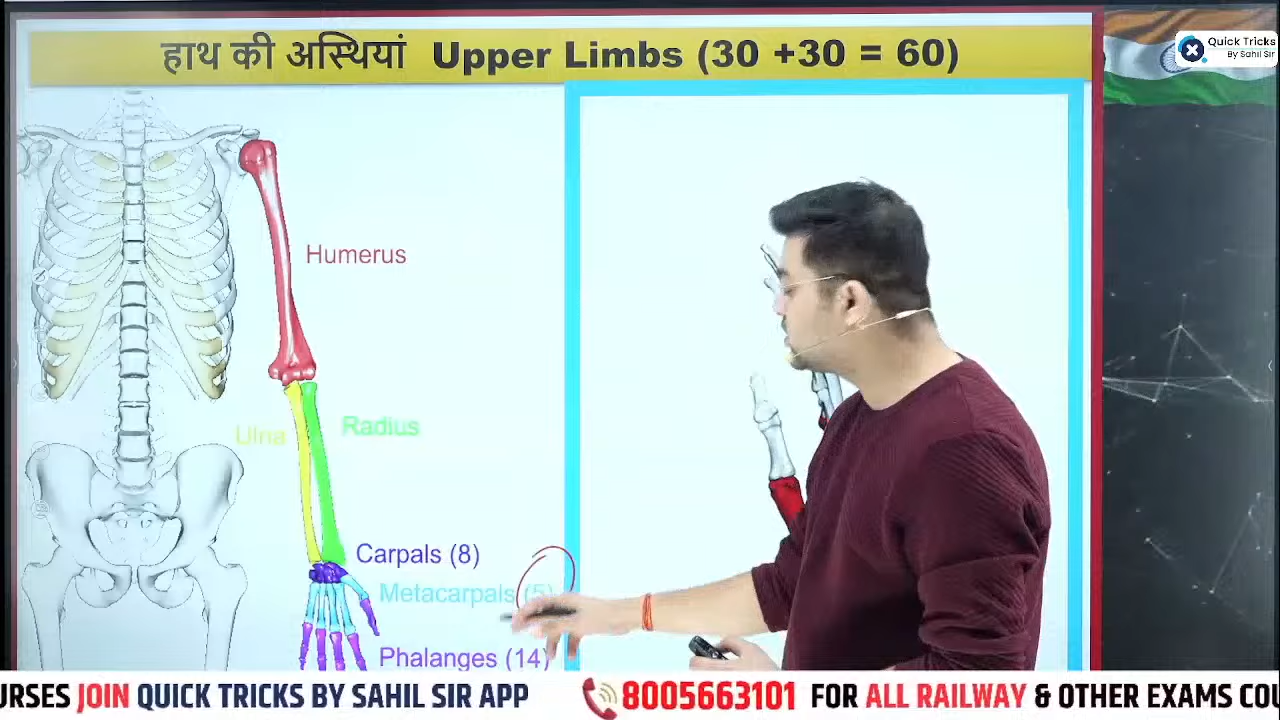 हाथ की अस्थियां Upper Limbs (30 +30 = 60)
Quick Tricks
By Sahil Sir
Humerus
Ulna
Radius
Carpals (8)
Metacarpals (5)
Phalanges (14)
URSES JOIN QUICK TRICKS BY SAHIL SIR APP 8005663101 FOR ALL RAILWAY & OTHER EXAMS COU